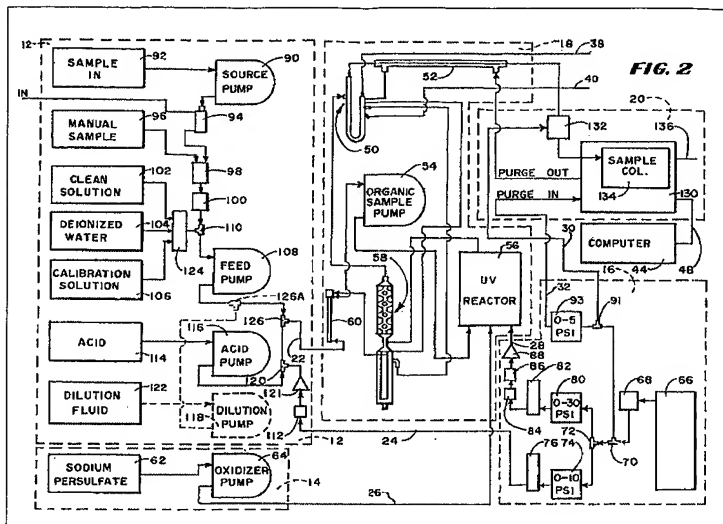 12
92
SAMPLE IN
90
SOURCE PUMP
IN
94
96
MANUAL SAMPLE
98
102
CLEAN SOLUTION
100
110
DEIONIZED WATER
104
124
108
FEED PUMP
CALIBRATION SOLUTION
106
126A
126
116
ACID
114
ACID PUMP
22
120
121
122
DILUTION FLUID
118
DILUTION PUMP
112
12
62
SODIUM PERSULFATE
64
OXIDIZER PUMP
14
24
26
18
38
40
52
50
54
ORGANIC SAMPLE PUMP
58
60
56
UV REACTOR
FIG. 2
20
132
136
SAMPLE COL.
134
130
PURGE OUT
PURGE IN
30
COMPUTER
44
48
16
32
93
0-5 PSI
91
28
88
86
82
80
0-30 PSI
84
76
74
0-10 PSI
72
70
68
66